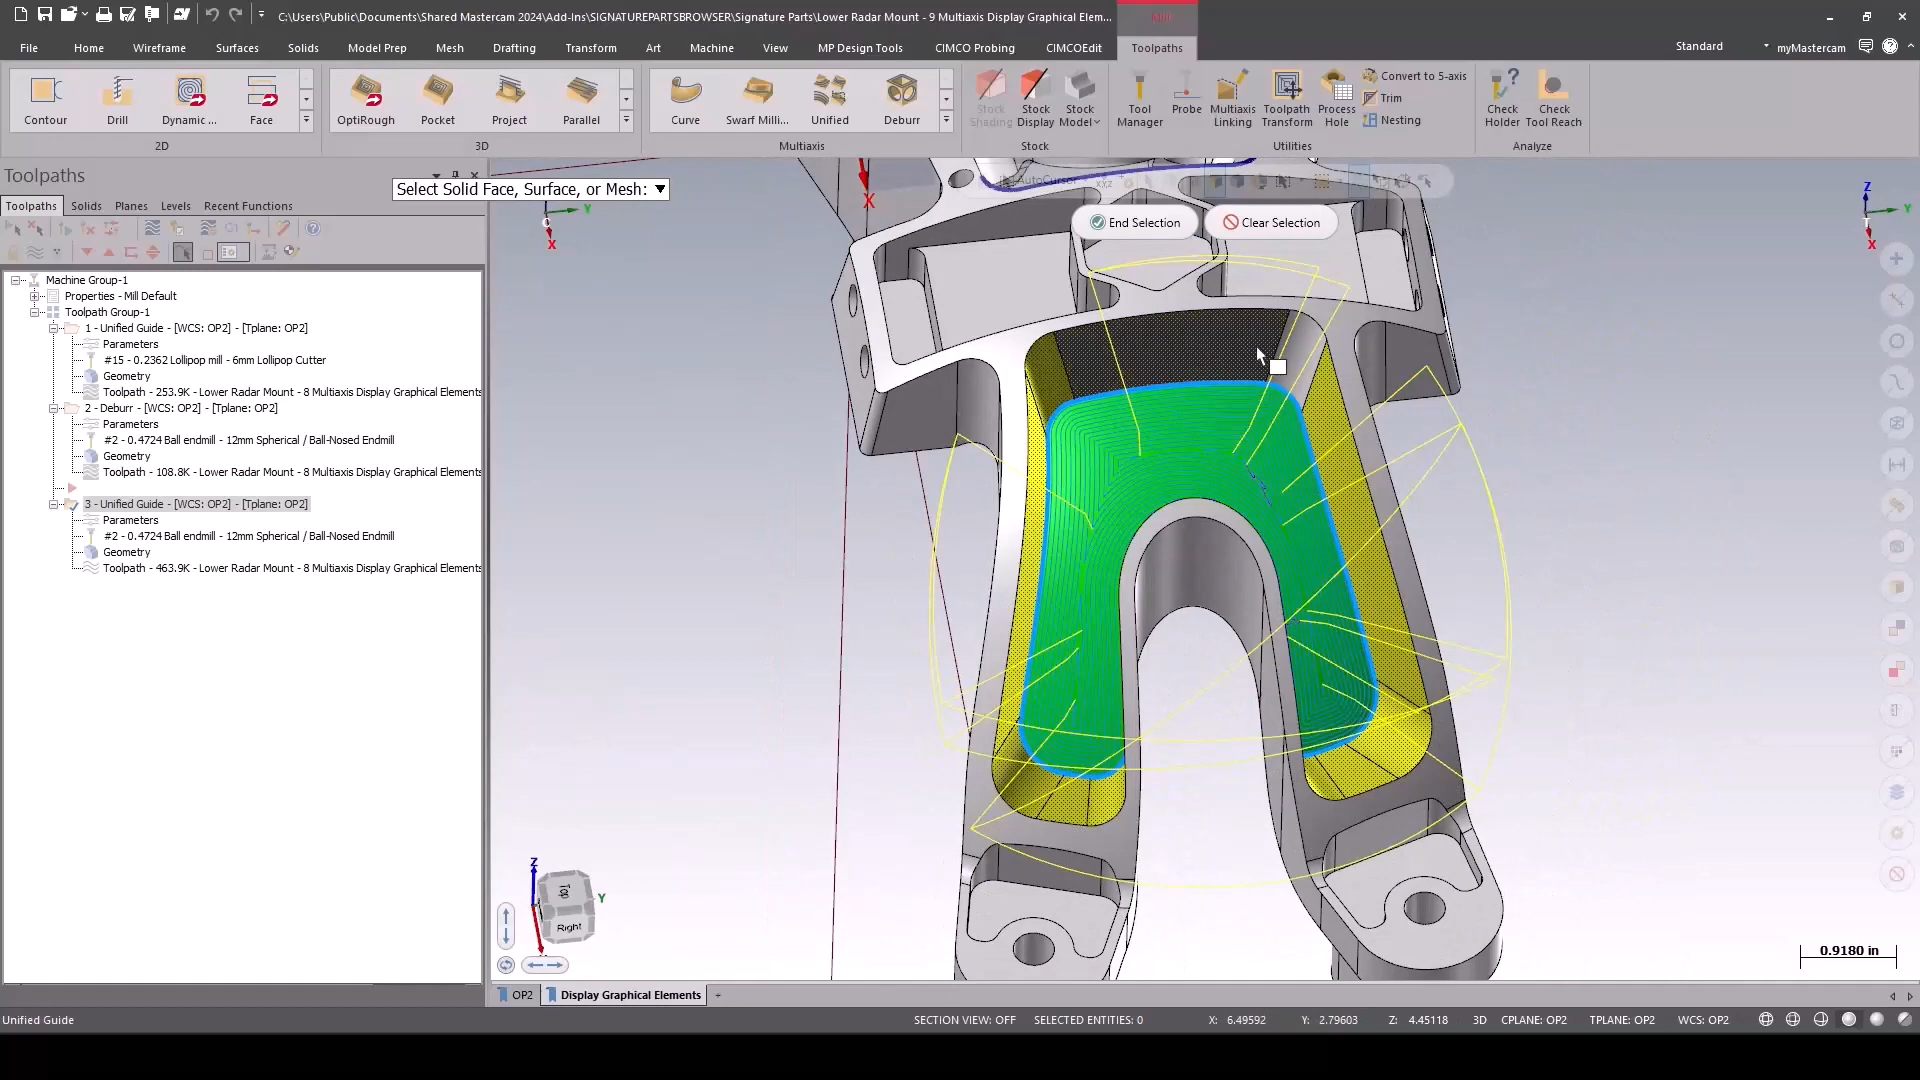 C:\Users\Public\Documents\Shared Mastercam 2024\Add-Ins\SIGNATUREPARTSBROWSER\Signature Parts\Lower Radar Mount - 9 Multiaxis Display Graphical Elem...
Mill
File Home Wireframe Surfaces Solids Model Prep Mesh Drafting Transform Art Machine View MP Design Tools CIMCO Probing CIMCOEdit Toolpaths Standard myMastercam
Contour Drill Dynamic ... Face OptiRough Pocket Project Parallel Curve Swarf Milli... Unified Deburr
Stock Shading Stock Display Stock Model Tool Manager Probe Multiaxis Linking Toolpath Transform Process Hole
Convert to 5-axis
Trim
Nesting
Check Holder Check Tool Reach
2D 3D Multiaxis Stock Utilities Analyze
Toolpaths
Select Solid Face, Surface, or Mesh:
AutoCursor
Toolpaths Solids Planes Levels Recent Functions
End Selection Clear Selection
Machine Group-1
Properties - Mill Default
Toolpath Group-1
1 - Unified Guide - [WCS: OP2] - [Tplane: OP2]
Parameters
#15 - 0.2362 Lollipop mill - 6mm Lollipop Cutter
Geometry
Toolpath - 253.9K - Lower Radar Mount - 8 Multiaxis Display Graphical Elements
2 - Deburr - [WCS: OP2] - [Tplane: OP2]
Parameters
#2 - 0.4724 Ball endmill - 12mm Spherical / Ball-Nosed Endmill
Geometry
Toolpath - 108.8K - Lower Radar Mount - 8 Multiaxis Display Graphical Elements
3 - Unified Guide - [WCS: OP2] - [Tplane: OP2]
Parameters
#2 - 0.4724 Ball endmill - 12mm Spherical / Ball-Nosed Endmill
Geometry
Toolpath - 463.9K - Lower Radar Mount - 8 Multiaxis Display Graphical Elements
Y
X
X
Z
Y
X
Z
Top
Y
Right
0.9180 in
OP2 Display Graphical Elements +
Unified Guide SECTION VIEW: OFF SELECTED ENTITIES: 0 X: 6.49592 Y: 2.79603 Z: 4.45118 3D CPLANE: OP2 TPLANE: OP2 WCS: OP2